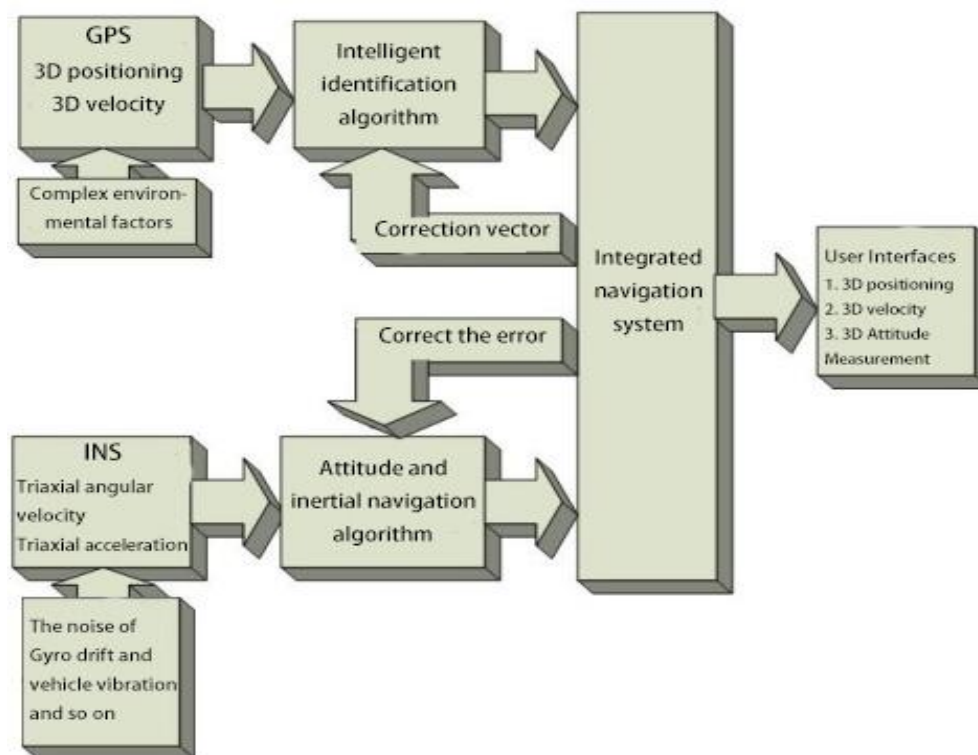 GPS
3D positioning
3D velocity
Intelligent
identification
algorithm
Complex environ-
mental factors
Correction vector
Integrated
navigation
system
User Interfaces
1. 3D positioning
2. 3D velocity
3. 3D Attitude
Measurement
Correct the error
INS
Triaxial angular
velocity
Triaxial acceleration
Attitude and
inertial navigation
algorithm
The noise of
Gyro drift and
vehicle vibration
and so on